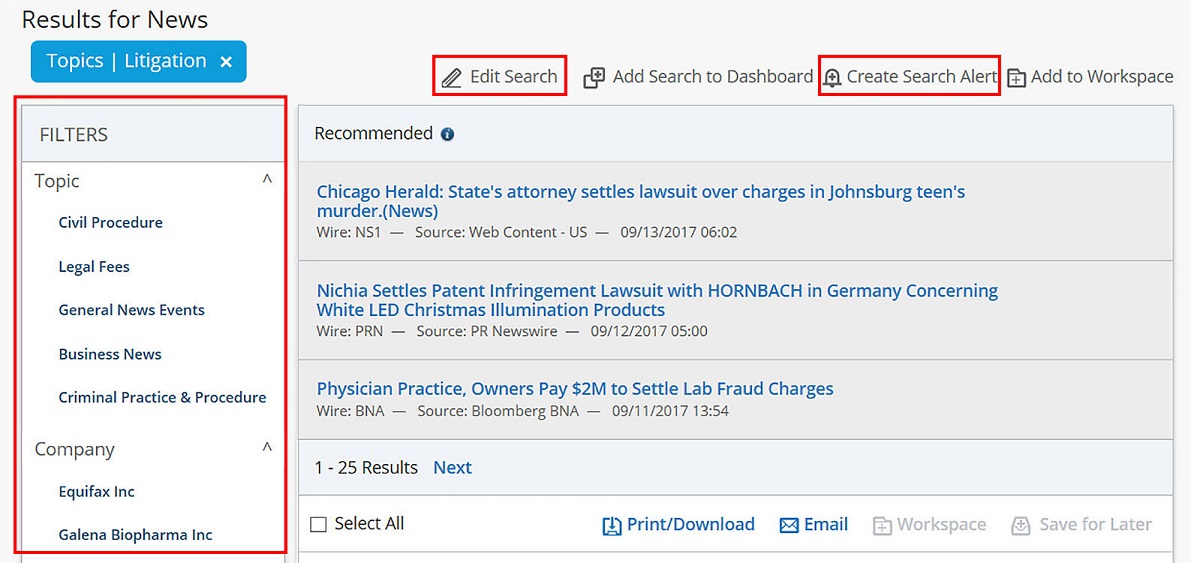 Results for News
Topics | Litigation ×
Edit Search
Add Search to Dashboard
Create Search Alert
Add to Workspace
FILTERS
Topic ^
Civil Procedure
Legal Fees
General News Events
Business News
Criminal Practice & Procedure
Company ^
Equifax Inc
Galena Biopharma Inc
Recommended
Chicago Herald: State's attorney settles lawsuit over charges in Johnsburg teen's
murder.(News)
Wire: NS1 — Source: Web Content - US — 09/13/2017 06:02
Nichia Settles Patent Infringement Lawsuit with HORNBACH in Germany Concerning
White LED Christmas Illumination Products
Wire: PRN — Source: PR Newswire — 09/12/2017 05:00
Physician Practice, Owners Pay $2M to Settle Lab Fraud Charges
Wire: BNA — Source: Bloomberg BNA — 09/11/2017 13:54
1 - 25 Results Next
Select All
Print/Download
Email
Workspace
Save for Later